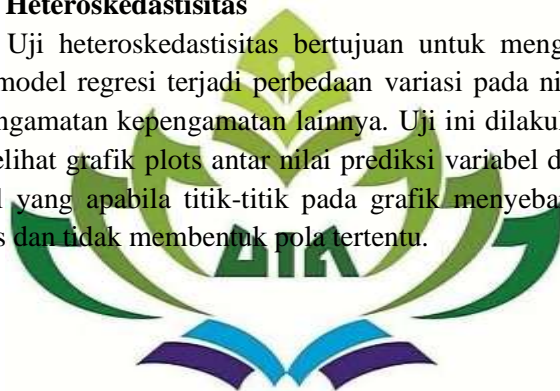 Heteroskedastisitas
Uji heteroskedastisitas bertujuan untuk meng
model regresi terjadi perbedaan variasi pada ni
ngamatan kepengamatan lainnya. Uji ini dilaku
elihat grafik plots antar nilai prediksi variabel d
l yang apabila titik-titik pada grafik menyeba
s dan tidak membentuk pola tertentu.